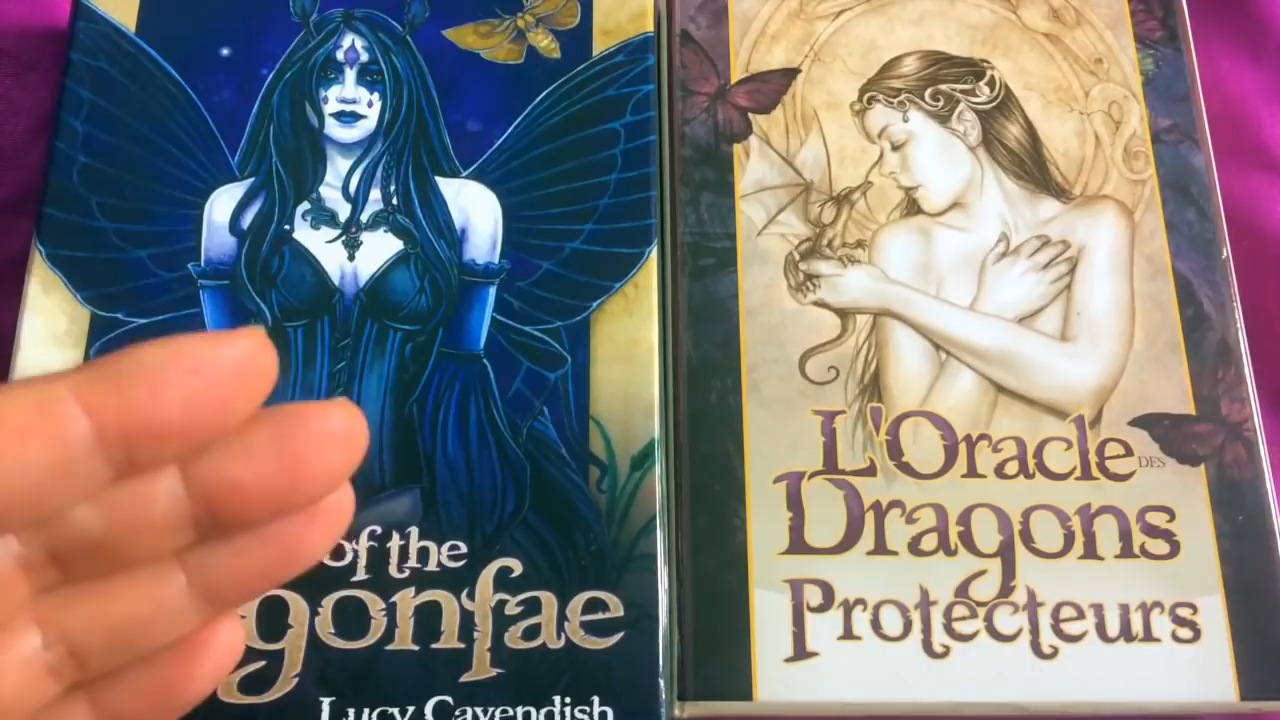 of the
gonfae
Lucy Cavendish
L'Oracle DES
Dragons
Protecteurs